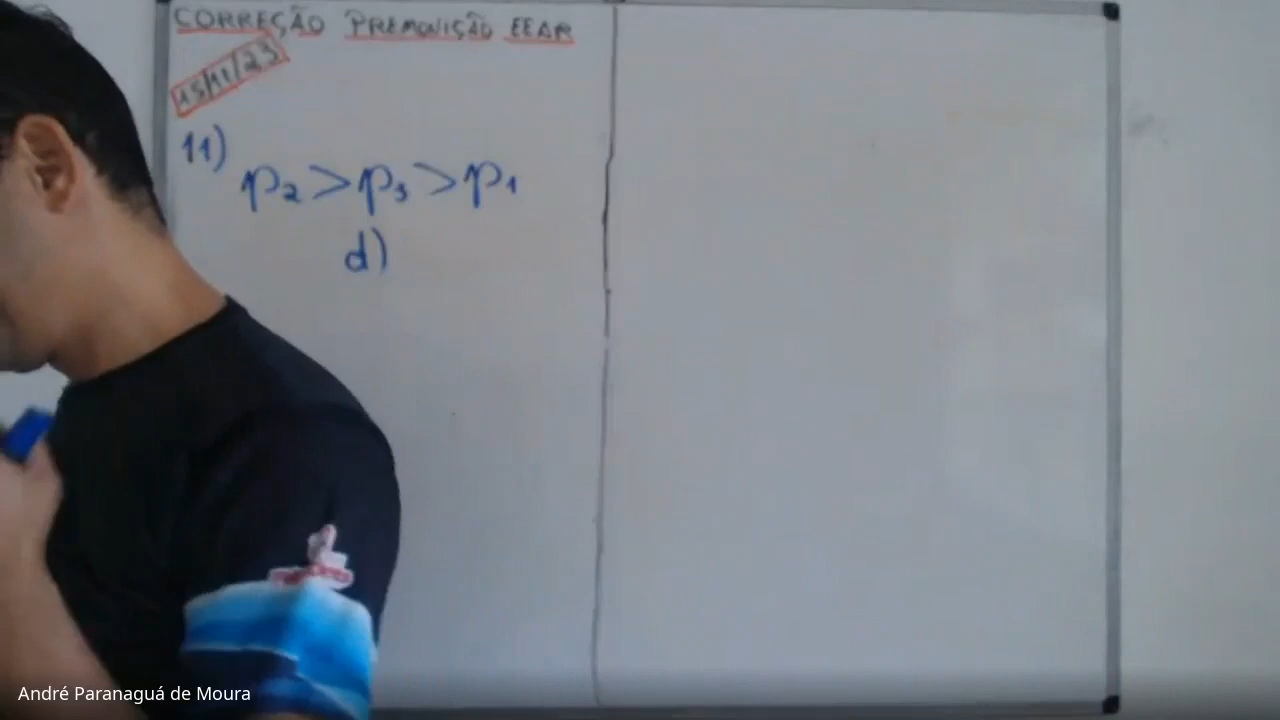 CORREÇÃO PREMONIÇÃO EEAR
15/11/23
11)
p₂ > p₃ > p₁
d)
André Paranaguá de Moura